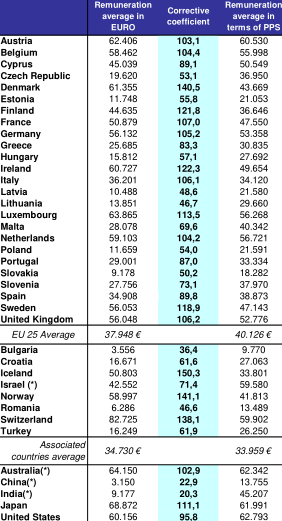 Remuneration average in EURO | Corrective coefficient | Remuneration average in terms of PPS
Austria 62.406 103,1 60.530
Belgium 58.462 104,4 55.998
Cyprus 45.039 89,1 50.549
Czech Republic 19.620 53,1 36.950
Denmark 61.355 140,5 43.669
Estonia 11.748 55,8 21.053
Finland 44.635 121,8 36.646
France 50.879 107,0 47.550
Germany 56.132 105,2 53.358
Greece 25.685 83,3 30.835
Hungary 15.812 57,1 27.692
Ireland 60.727 122,3 49.654
Italy 36.201 106,1 34.120
Latvia 10.488 48,6 21.580
Lithuania 13.851 46,7 29.660
Luxembourg 63.865 113,5 56.268
Malta 28.078 69,6 40.342
Netherlands 59.103 104,2 56.721
Poland 11.659 54,0 21.591
Portugal 29.001 87,0 33.334
Slovakia 9.178 50,2 18.282
Slovenia 27.756 73,1 37.970
Spain 34.908 89,8 38.873
Sweden 56.053 118,9 47.143
United Kingdom 56.048 106,2 52.776
EU 25 Average 37.948 € 40.126 €
Bulgaria 3.556 36,4 9.770
Croatia 16.671 61,6 27.063
Iceland 50.803 150,3 33.801
Israel (*) 42.552 71,4 59.580
Norway 58.997 141,1 41.813
Romania 6.286 46,6 13.489
Switzerland 82.725 138,1 59.902
Turkey 16.249 61,9 26.250
Associated
countries average 34.730 € 33.959 €
Australia(*) 64.150 102,9 62.342
China(*) 3.150 22,9 13.755
India(*) 9.177 20,3 45.207
Japan 68.872 111,1 61.991
United States 60.156 95,8 62.793